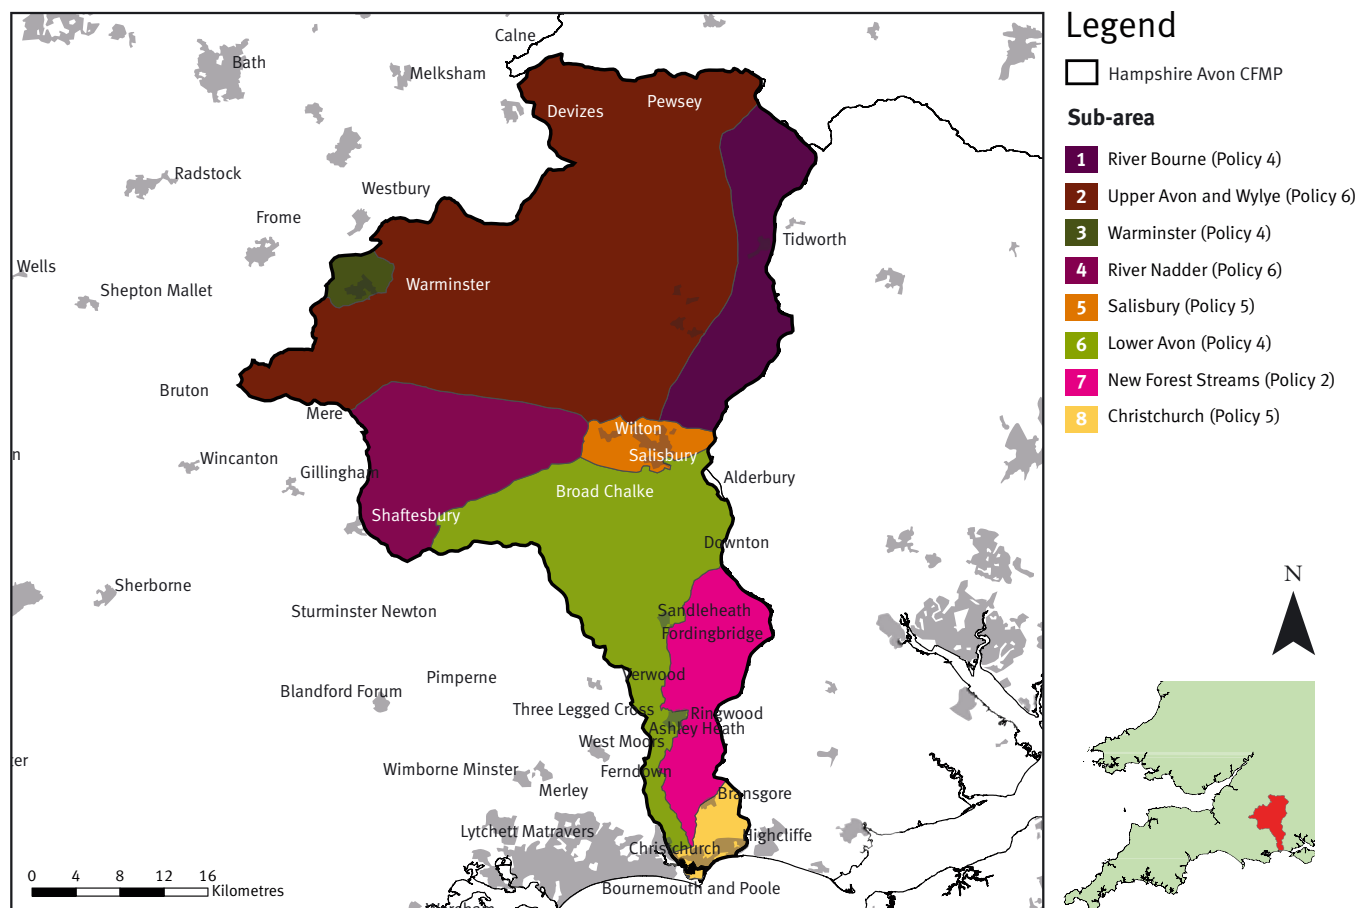 Calne
Bath
Melksham
Devizes
Pewsey
Radstock
Westbury
Frome
Tidworth
Wells
Shepton Mallet
Warminster
Bruton
Mere
Wilton
Salisbury
Wincanton
Gillingham
Alderbury
Broad Chalke
Shaftesbury
Downton
Sherborne
Sturminster Newton
Sandleheath
Fordingbridge
Verwood
Pimperne
Blandford Forum
Three Legged Cross
Ringwood
Ashley Heath
West Moors
Wimborne Minster
Ferndown
Merley
Bransgore
Lytchett Matravers
Highcliffe
Christchurch
Bournemouth and Poole
n
er
0 4 8 12 16
Kilometres
Legend
Hampshire Avon CFMP
Sub-area
1 River Bourne (Policy 4)
2 Upper Avon and Wylye (Policy 6)
3 Warminster (Policy 4)
4 River Nadder (Policy 6)
5 Salisbury (Policy 5)
6 Lower Avon (Policy 4)
7 New Forest Streams (Policy 2)
8 Christchurch (Policy 5)
N